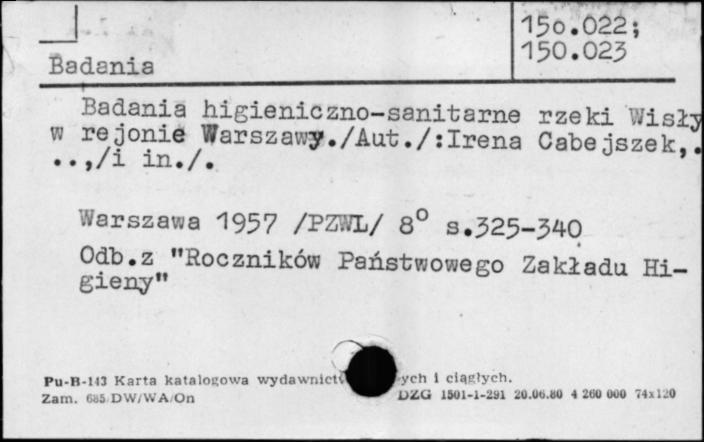 150.022;
150.023
Badania
Badania higieniczno-sanitarne rzeki Wisły
w rejonie Warszawy./Aut./:Irena Cabejszek,.
..,/i in./.
Warszawa 1957 /PZWL/ 8° s.325-340
Odb.z "Roczników Państwowego Zakładu Hi-
gieny"
Pu-B-143 Karta katalogowa ych i ciągłych.
Zam. 685/DW/WA/On DZG 1501-1-291 20.06.80 4 260 000 74x120